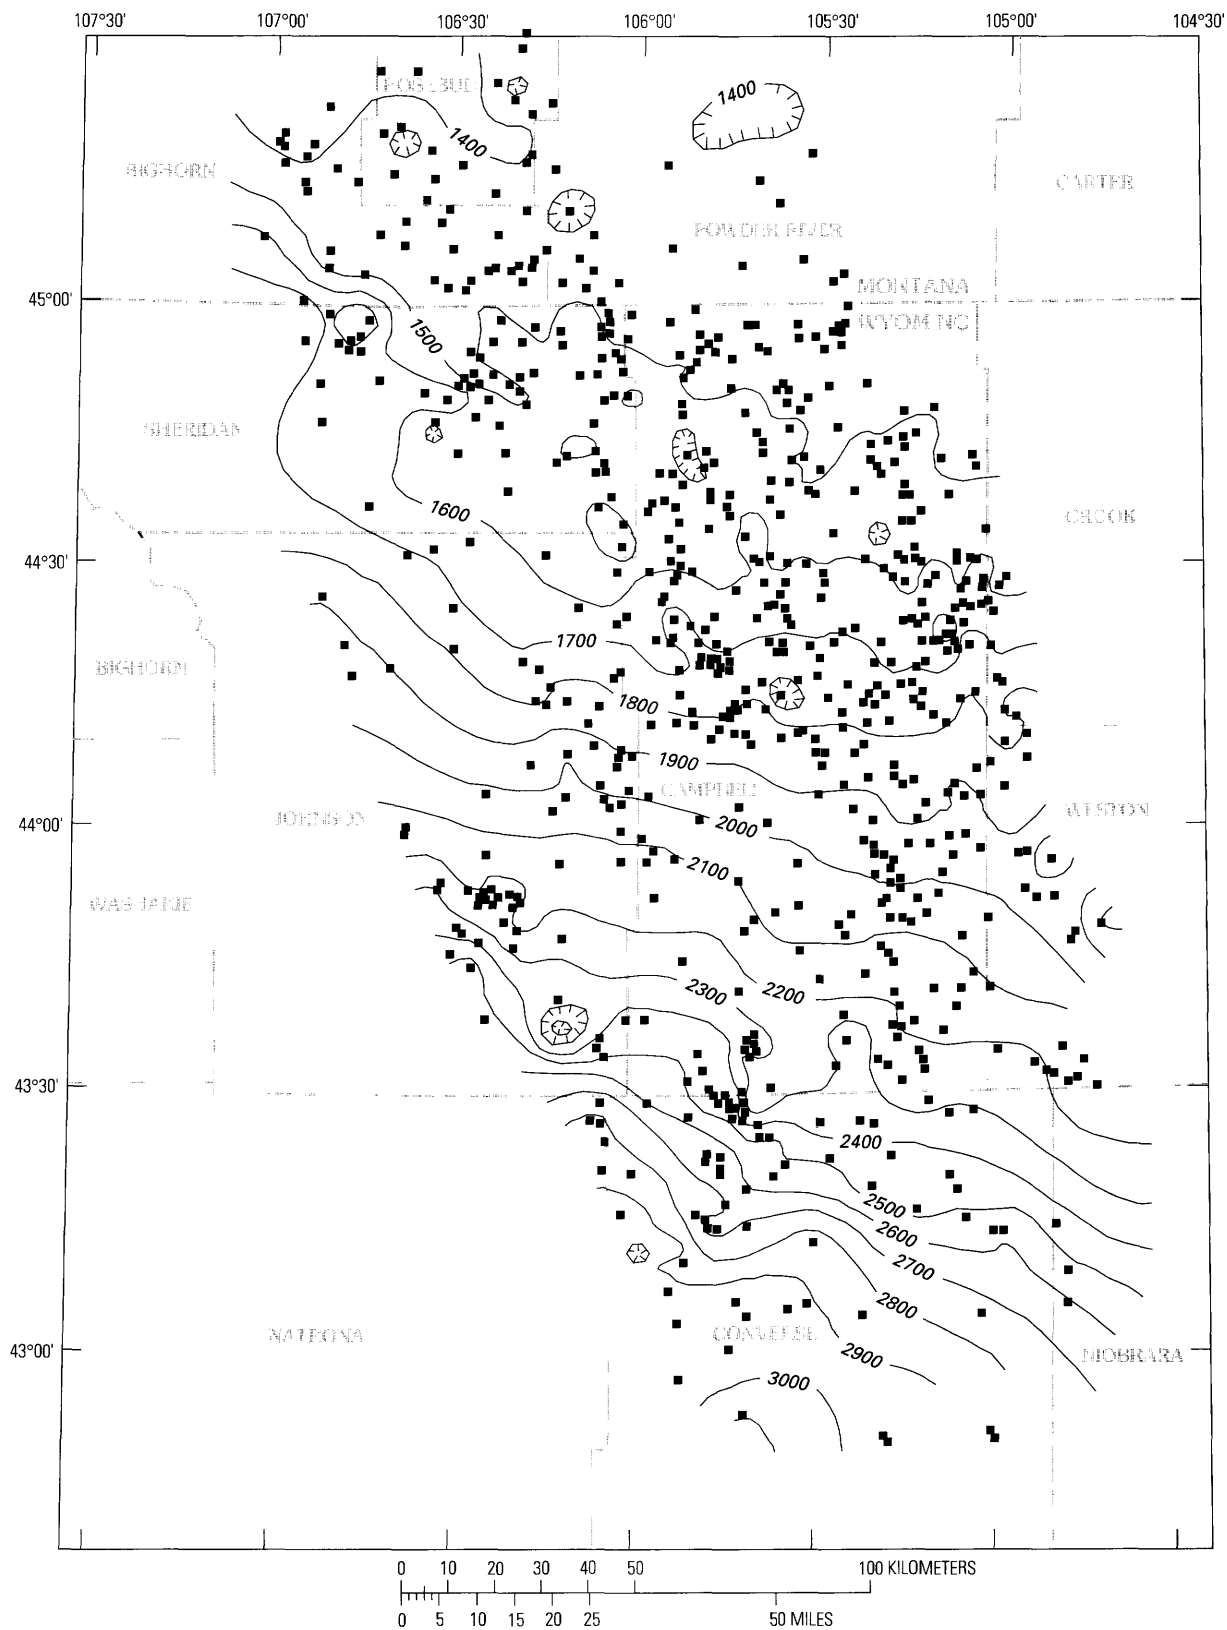 107°30' 107°00' 106°30' 106°00' 105°30' 105°00' 104°30'
ROSEBUD
1400
1400
BIGHORN
CARTER
POWDER RIVER
MONTANA
45°00'
WYOMING
1500
SHERIDAN
1600
CROOK
44°30'
1700
BIGHORN
1800
1900
CAMPBELL
WESTON
JOHNSON
44°00'
2000
2100
WASHAKIE
2300
2200
43°30'
2400
2500
2600
2700
2800
NATRONA
CONVERSE
43°00'
2900
NIOBRARA
3000
0 10 20 30 40 50 100 KILOMETERS
0 5 10 15 20 25 50 MILES